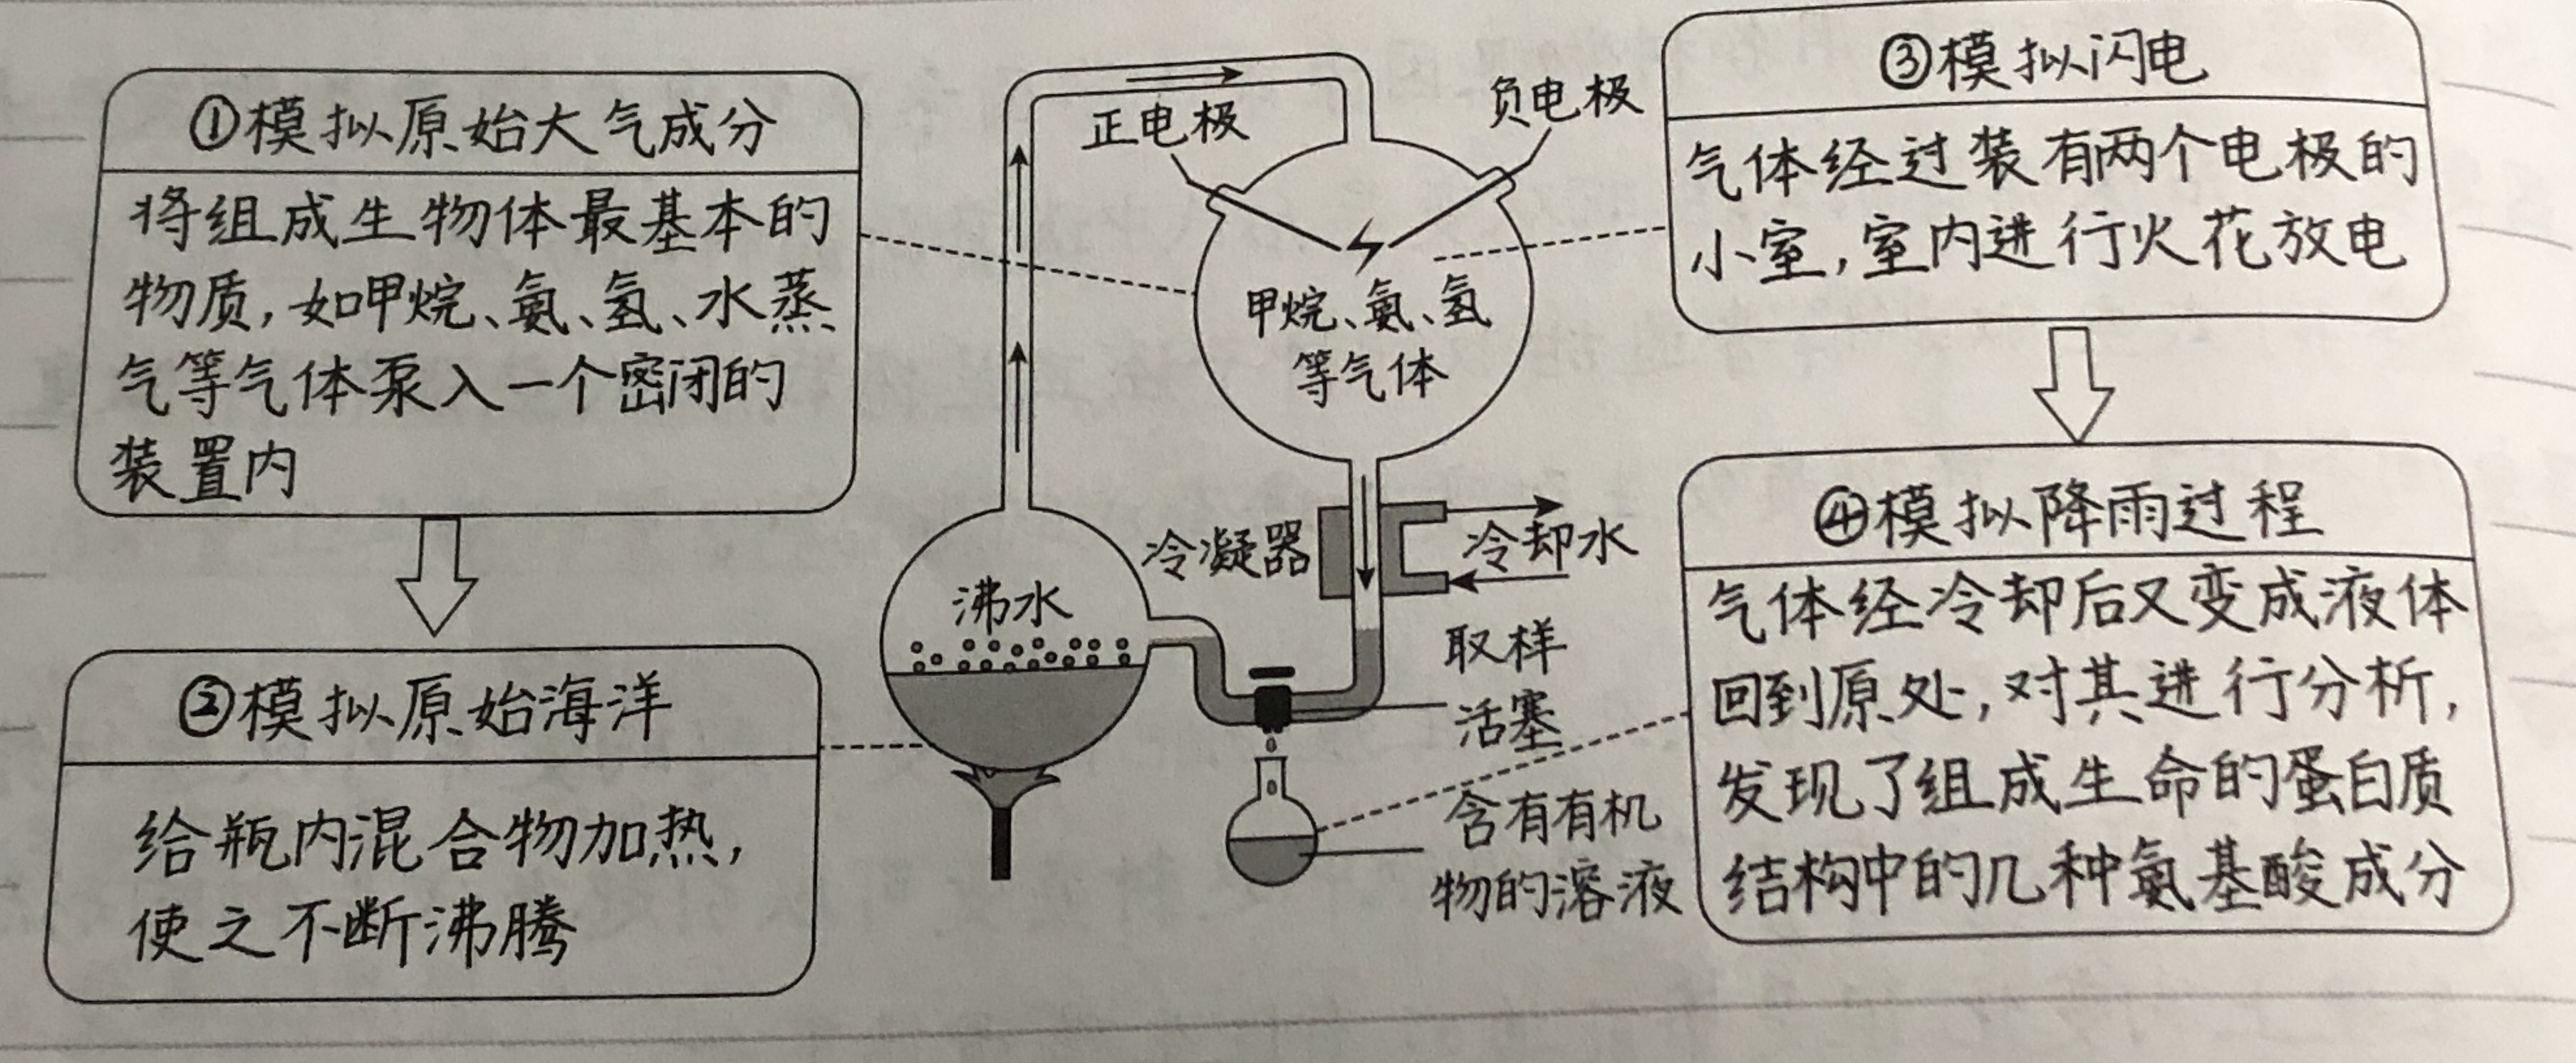 ①模拟原始大气成分
将组成生物体最基本的
物质,如甲烷、氨、氢、水蒸
气等气体泵入一个密闭的
装置内
②模拟原始海洋
给瓶内混合物加热,
使之不断沸腾
正电极
负电极
甲烷、氨、氢
等气体
沸水
冷凝器
冷却水
取样
活塞
含有有机
物的溶液
③模拟闪电
气体经过装有两个电极的
小室,室内进行火花放电
④模拟降雨过程
气体经冷却后又变成液体
回到原处,对其进行分析,
发现了组成生命的蛋白质
结构中的几种氨基酸成分